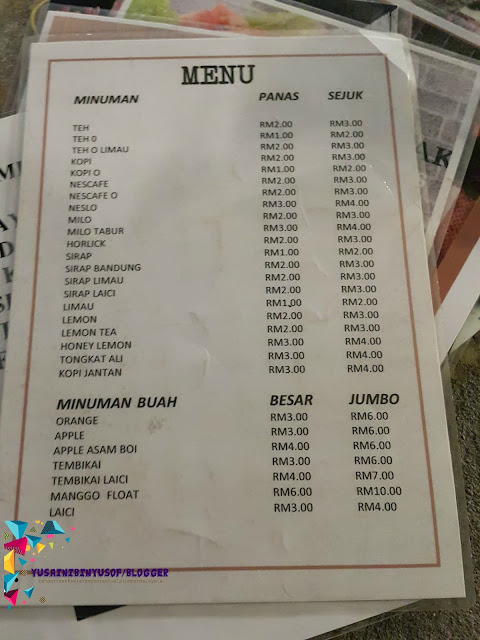 MENU
MINUMAN PANAS SEJUK
TEH RM2.00 RM3.00
TEH 0 RM1.00 RM2.00
TEH O LIMAU RM2.00 RM3.00
KOPI RM2.00 RM3.00
KOPI O RM1.00 RM2.00
NESCAFE RM2.00 RM3.00
NESCAFE O RM2.00 RM3.00
NESLO RM3.00 RM4.00
MILO RM2.00 RM3.00
MILO TABUR RM3.00 RM4.00
HORLICK RM2.00 RM3.00
SIRAP RM1.00 RM2.00
SIRAP BANDUNG RM2.00 RM3.00
SIRAP LIMAU RM2.00 RM3.00
SIRAP LAICI RM2.00 RM3.00
LIMAU RM1.00 RM2.00
LEMON RM2.00 RM3.00
LEMON TEA RM2.00 RM3.00
HONEY LEMON RM3.00 RM4.00
TONGKAT ALI RM3.00 RM4.00
KOPI JANTAN RM3.00 RM4.00
MINUMAN BUAH BESAR JUMBO
ORANGE RM3.00 RM6.00
APPLE RM3.00 RM6.00
APPLE ASAM BOI RM4.00 RM6.00
TEMBIKAI RM3.00 RM6.00
TEMBIKAI LAICI RM4.00 RM7.00
MANGGO FLOAT RM6.00 RM10.00
LAICI RM3.00 RM4.00
YUSAINIBINYUSOF/BLOGGER